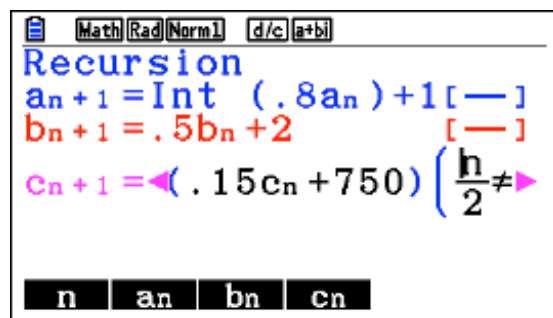 Math Rad Norm1 d/c a+bi
Recursion
an+1=Int (.8an)+1[—]
bn+1=.5bn+2 [—]
cn+1=◀(.15cn+750)(n/2≠▶
n an bn cn